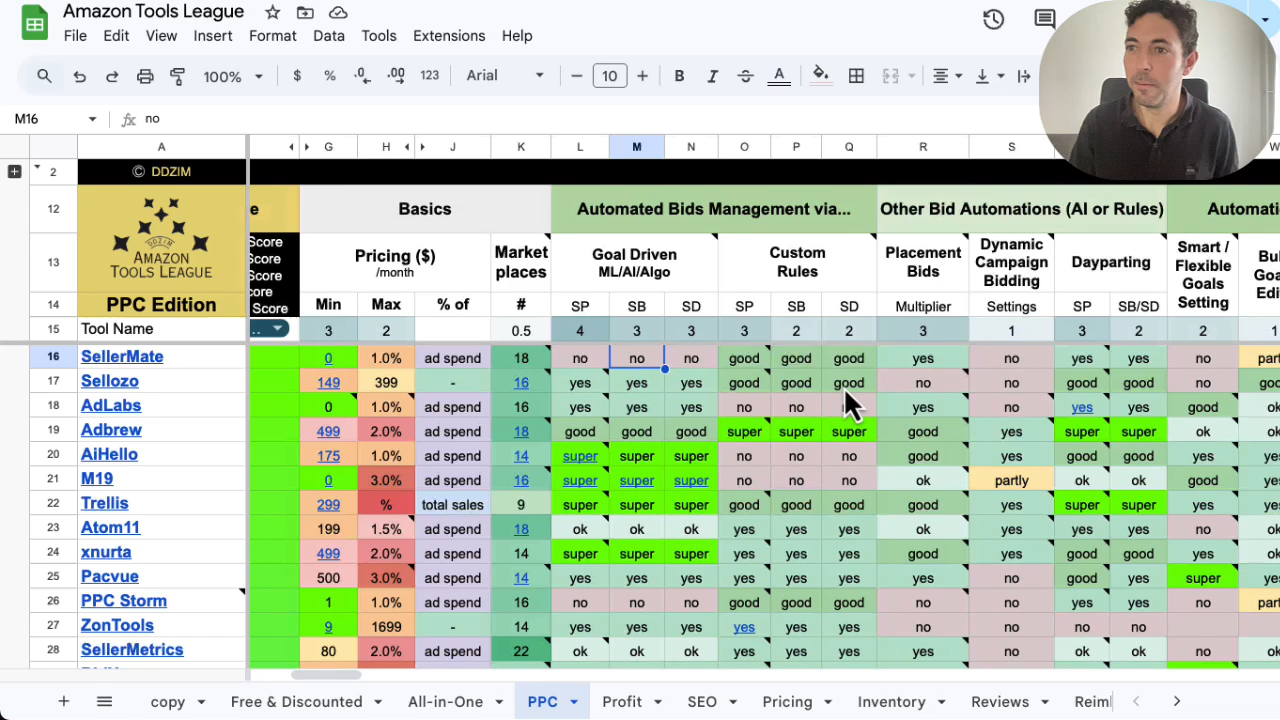 Amazon Tools League
File Edit View Insert Format Data Tools Extensions Help
100% $ % .0 .00 123 Arial 10 B I A
M16 no
A G H J K L M N O P Q R S
2 © DDZIM
12 e Basics Automated Bids Management via... Other Bid Automations (AI or Rules)
DDZIM
AMAZON
TOOLS LEAGUE
13 Score
Score
Score
core
Score
Pricing ($)
/month
Market
places
Goal Driven
ML/AI/Algo
Custom
Rules
Placement
Bids
Dynamic
Campaign
Bidding
Dayparting
Smart /
Flexible
Goals
Setting
14 PPC Edition Min Max % of # SP SB SD SP SB SD Multiplier Settings SP SB/SD
15 Tool Name .. 3 2 0.5 4 3 3 3 2 2 3 1 3 2 2 1
16 SellerMate 0 1.0% ad spend 18 no no no good good good yes no yes yes no part
17 Sellozo 149 399 - 16 yes yes yes good good good no no good good no
18 AdLabs 0 1.0% ad spend 16 yes yes yes no no yes no yes yes good ok
19 Adbrew 499 2.0% ad spend 18 good good good super super super good yes super super ok ok
20 AiHello 175 1.0% ad spend 14 super super super no no no good yes good good yes
21 M19 0 3.0% ad spend 16 super super super no no no ok partly ok ok good
22 Trellis 299 % total sales 9 super super super good good good good yes super super yes
23 Atom11 199 1.5% ad spend 18 ok ok ok yes yes yes ok yes yes yes no
24 xnurta 499 2.0% ad spend 14 super super super yes yes yes good yes good good yes ok
25 Pacvue 500 3.0% ad spend 14 yes yes yes yes yes yes yes no good yes super
26 PPC Storm 1 1.0% ad spend 16 no no no good good good no no yes yes no part
27 ZonTools 9 1699 - 14 yes yes yes yes yes yes no no no no
28 SellerMetrics 80 2.0% ad spend 22 ok ok ok yes yes yes yes no ok ok no
copy Free & Discounted All-in-One PPC Profit SEO Pricing Inventory Reviews